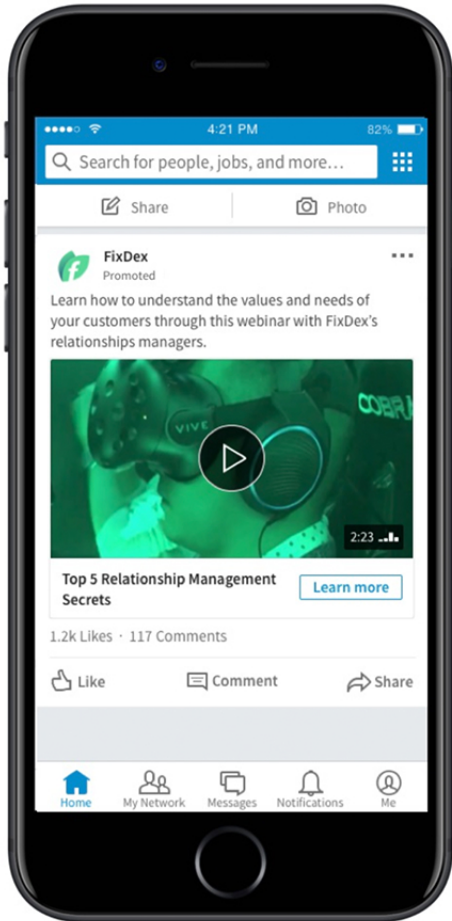 4:21 PM
82%
Search for people, jobs, and more...
Share
Photo
FixDex
Promoted
Learn how to understand the values and needs of
your customers through this webinar with FixDex's
relationships managers.
VIVE
COBRA
2:23
Top 5 Relationship Management
Secrets
Learn more
1.2k Likes · 117 Comments
Like
Comment
Share
Home
My Network
Messages
Notifications
Me